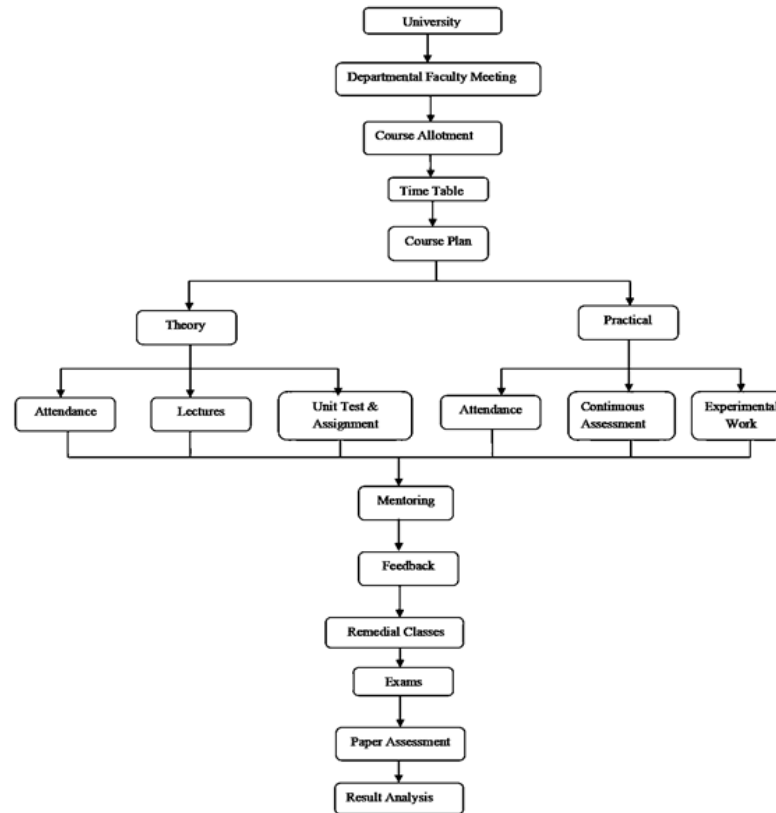 University
Departmental Faculty Meeting
Course Allotment
Time Table
Course Plan
Theory
Practical
Attendance
Lectures
Unit Test &
Assignment
Attendance
Continuous
Assessment
Experimental
Work
Mentoring
Feedback
Remedial Classes
Exams
Paper Assessment
Result Analysis